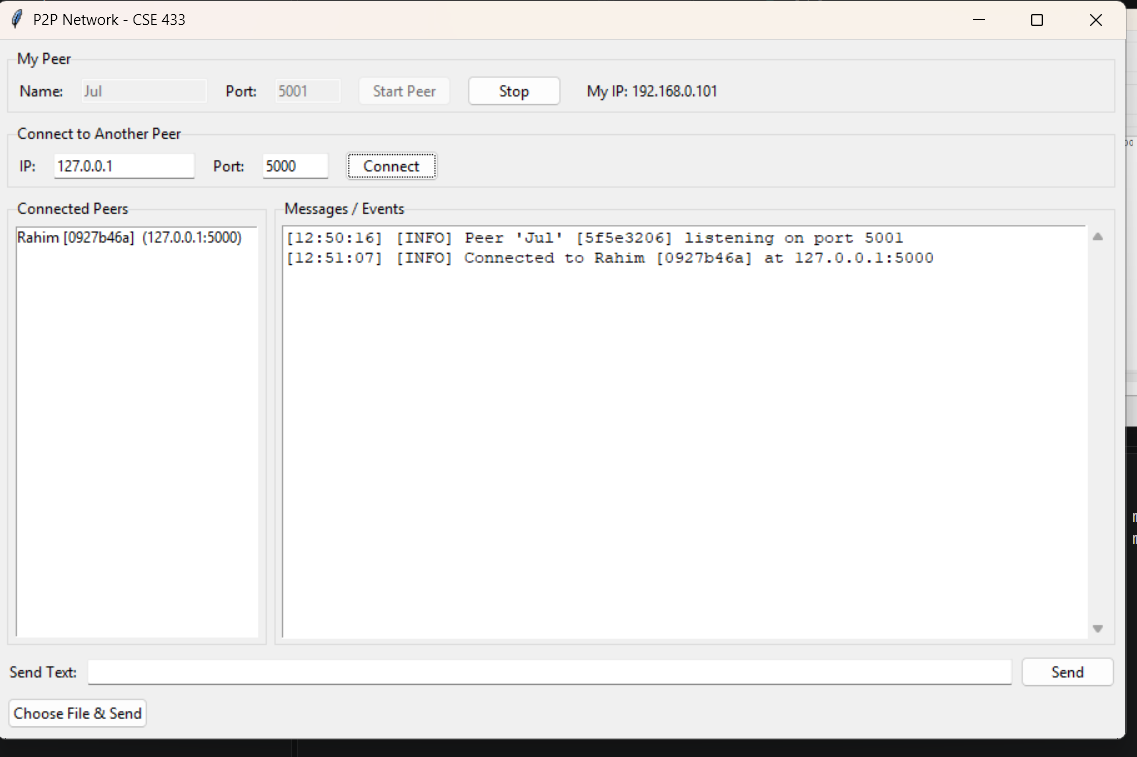 P2P Network - CSE 433
My Peer
Name: Jul Port: 5001 Start Peer Stop My IP: 192.168.0.101
Connect to Another Peer
IP: 127.0.0.1 Port: 5000 Connect
Connected Peers
Rahim [0927b46a] (127.0.0.1:5000)
Messages / Events
[12:50:16] [INFO] Peer 'Jul' [5f5e3206] listening on port 5001
[12:51:07] [INFO] Connected to Rahim [0927b46a] at 127.0.0.1:5000
Send Text: Send
Choose File & Send